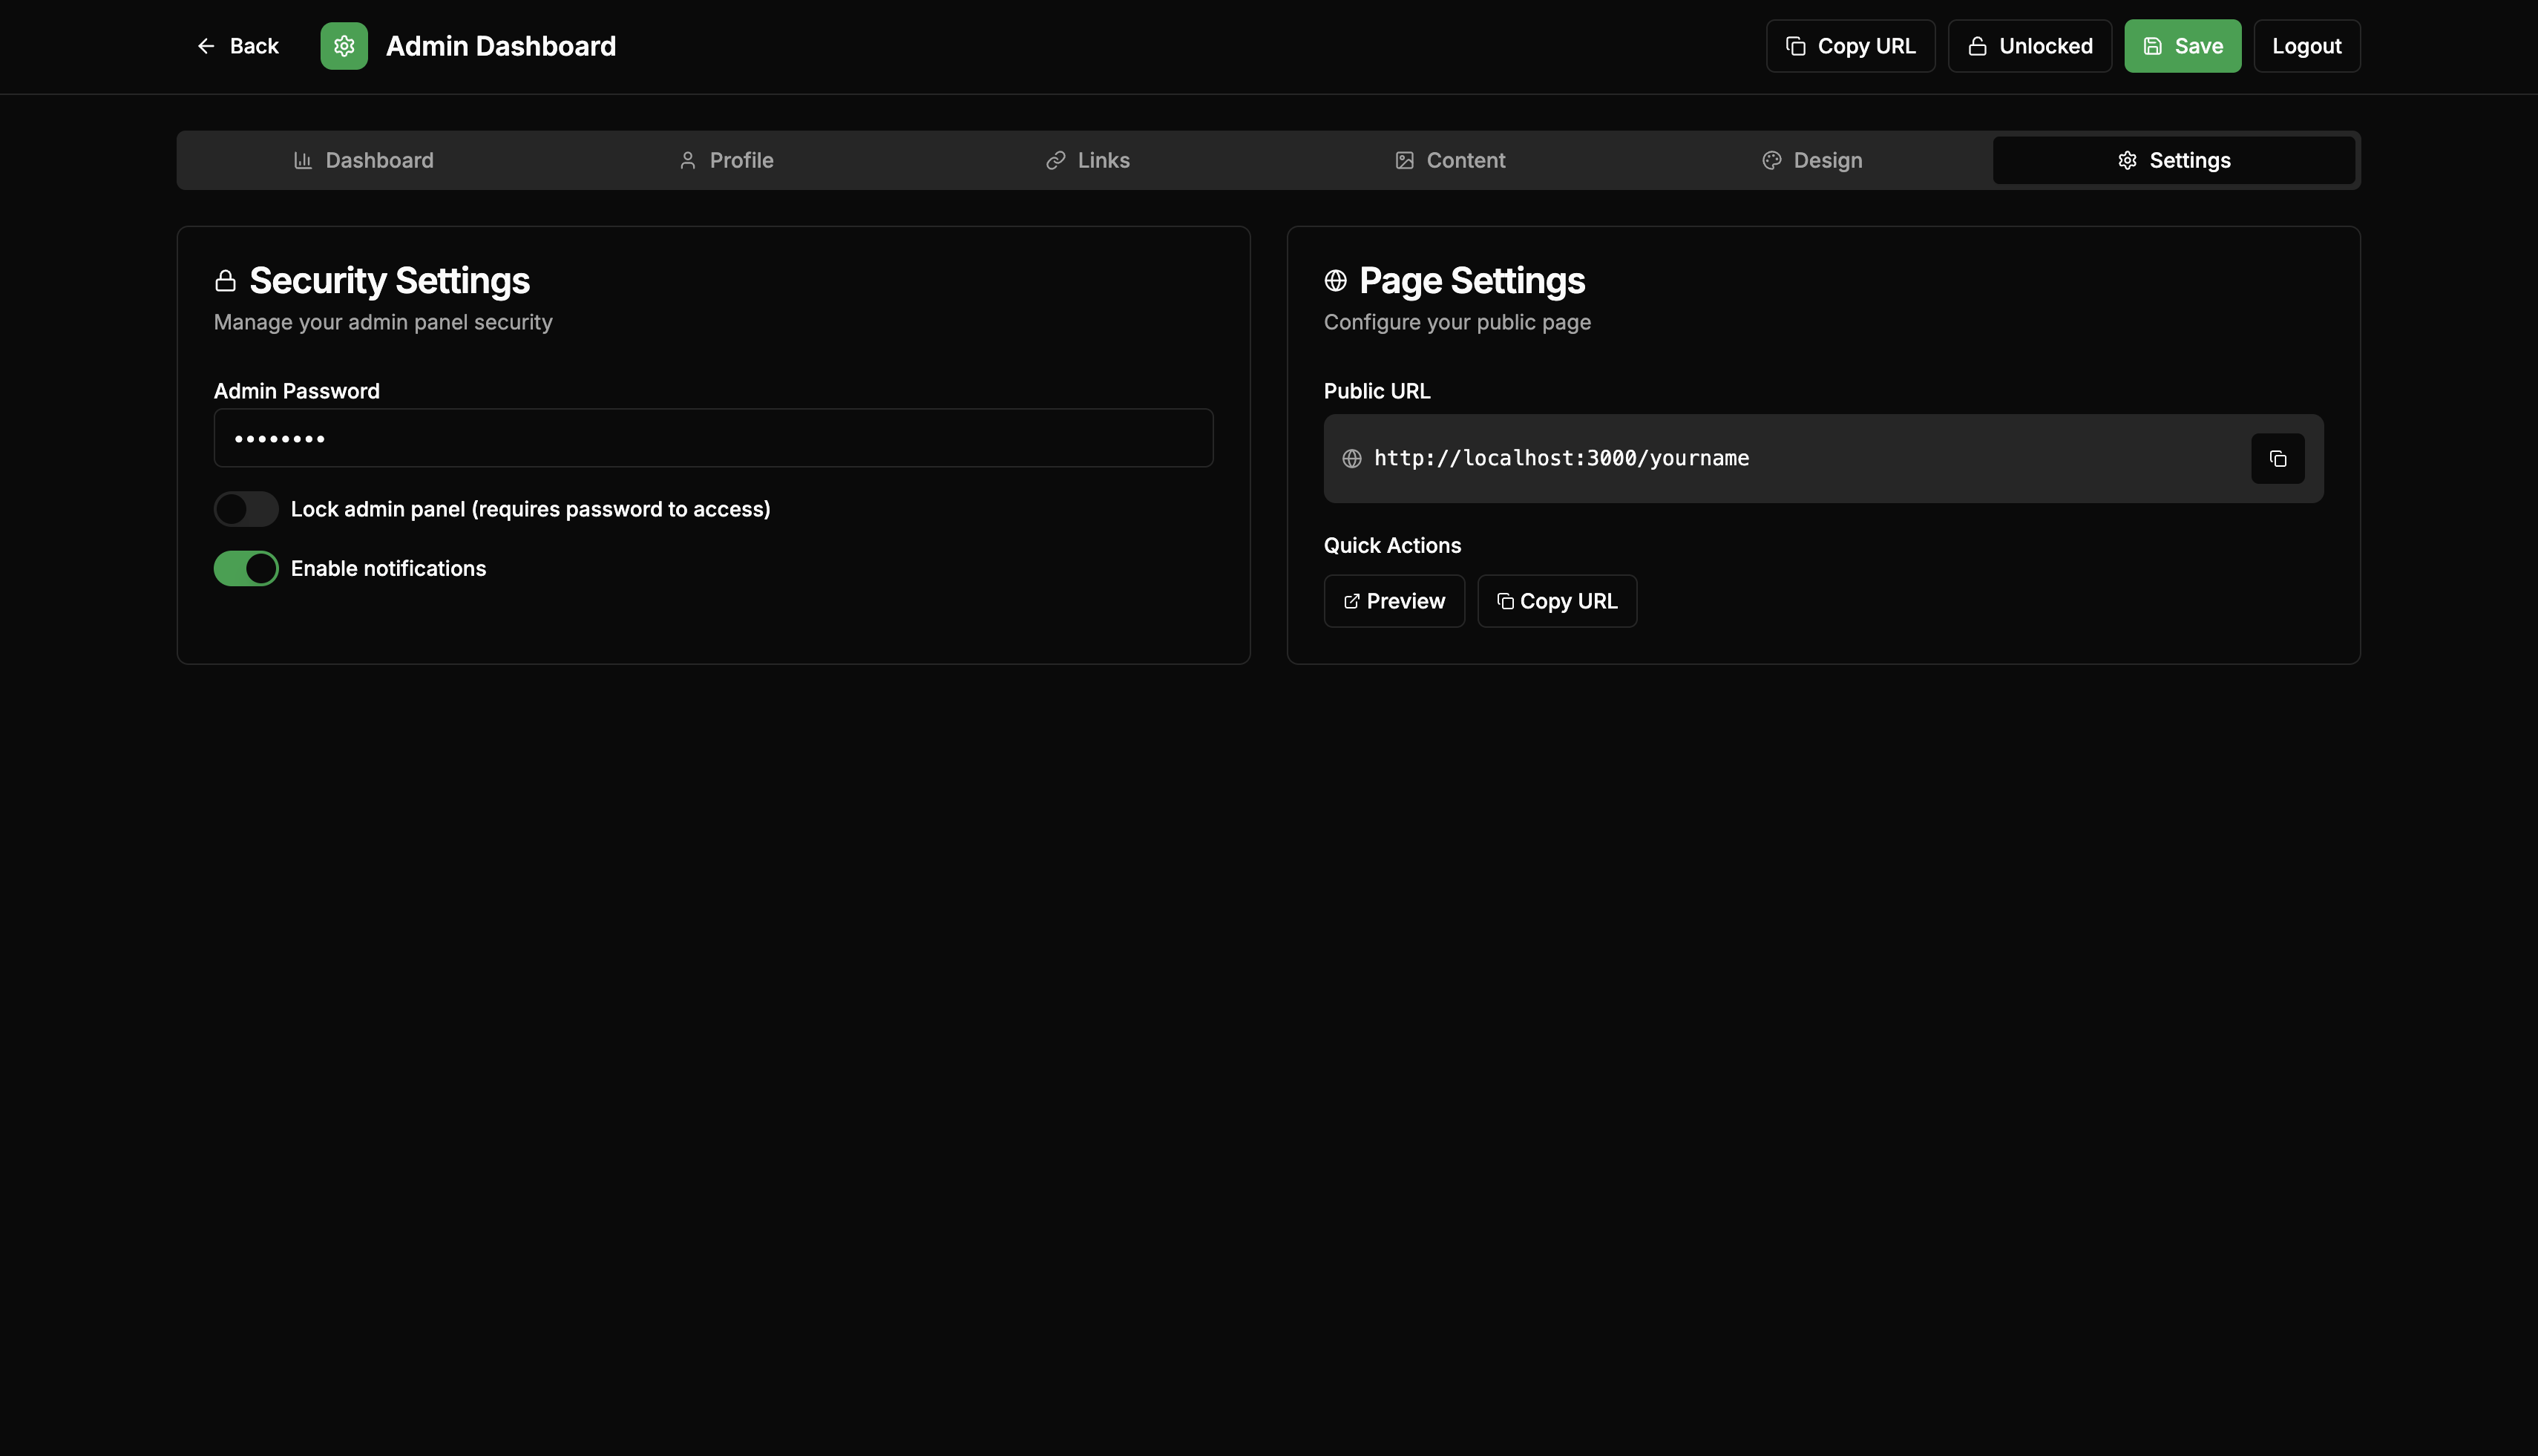 Back
Admin Dashboard
Copy URL
Unlocked
Save
Logout
Dashboard
Profile
Links
Content
Design
Settings
Security Settings
Manage your admin panel security
Admin Password
••••••••
Lock admin panel (requires password to access)
Enable notifications
Page Settings
Configure your public page
Public URL
http://localhost:3000/yourname
Quick Actions
Preview
Copy URL